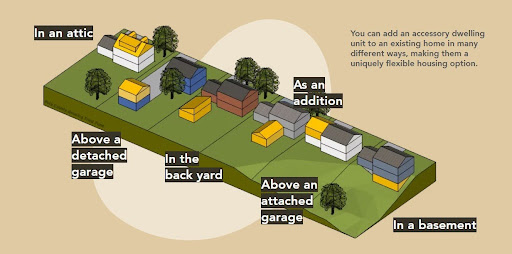 In an attic
You can add an accessory dwelling
unit to an existing home in many
different ways, making them a
uniquely flexible housing option.
As an
addition
Above a
detached
garage
In the
back yard
Above an
attached
garage
In a basement